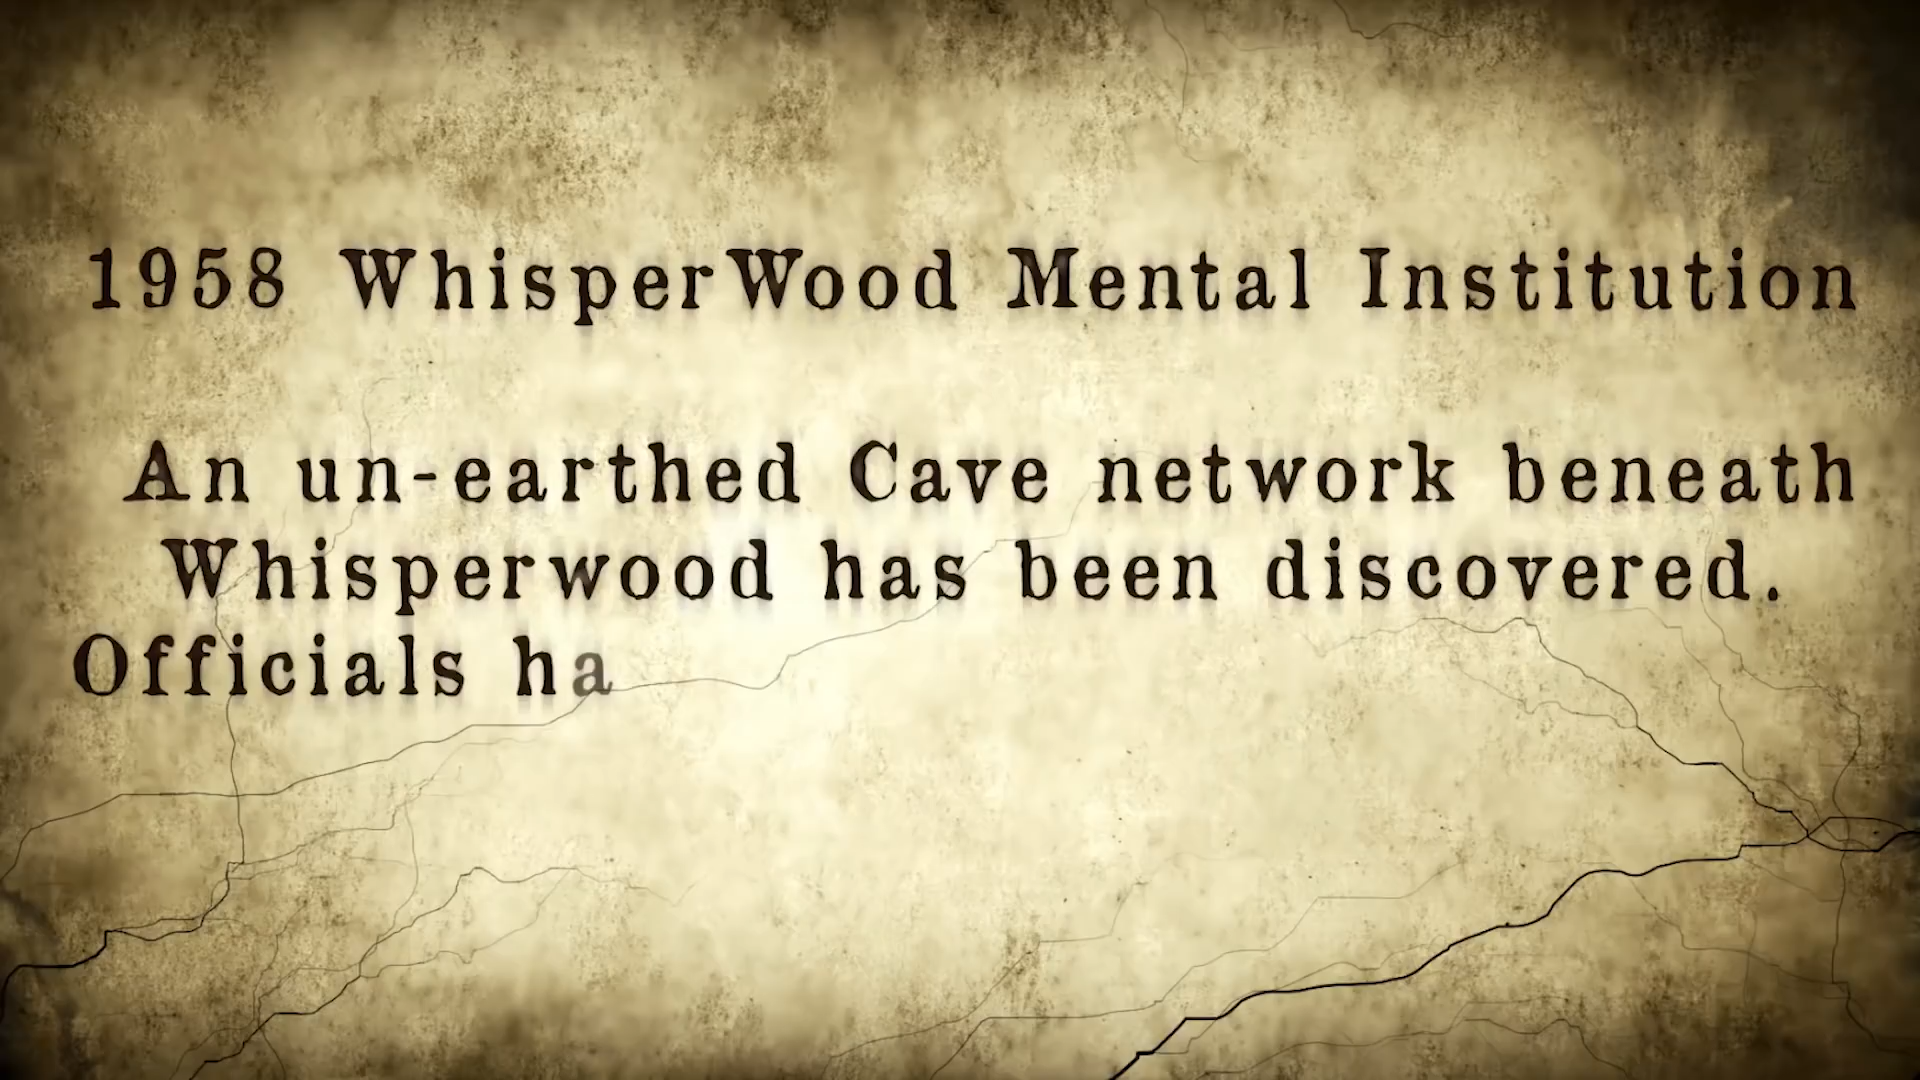 1958 WhisperWood Mental Institution
An un-earthed Cave network beneath
Whisperwood has been discovered.
Officials ha